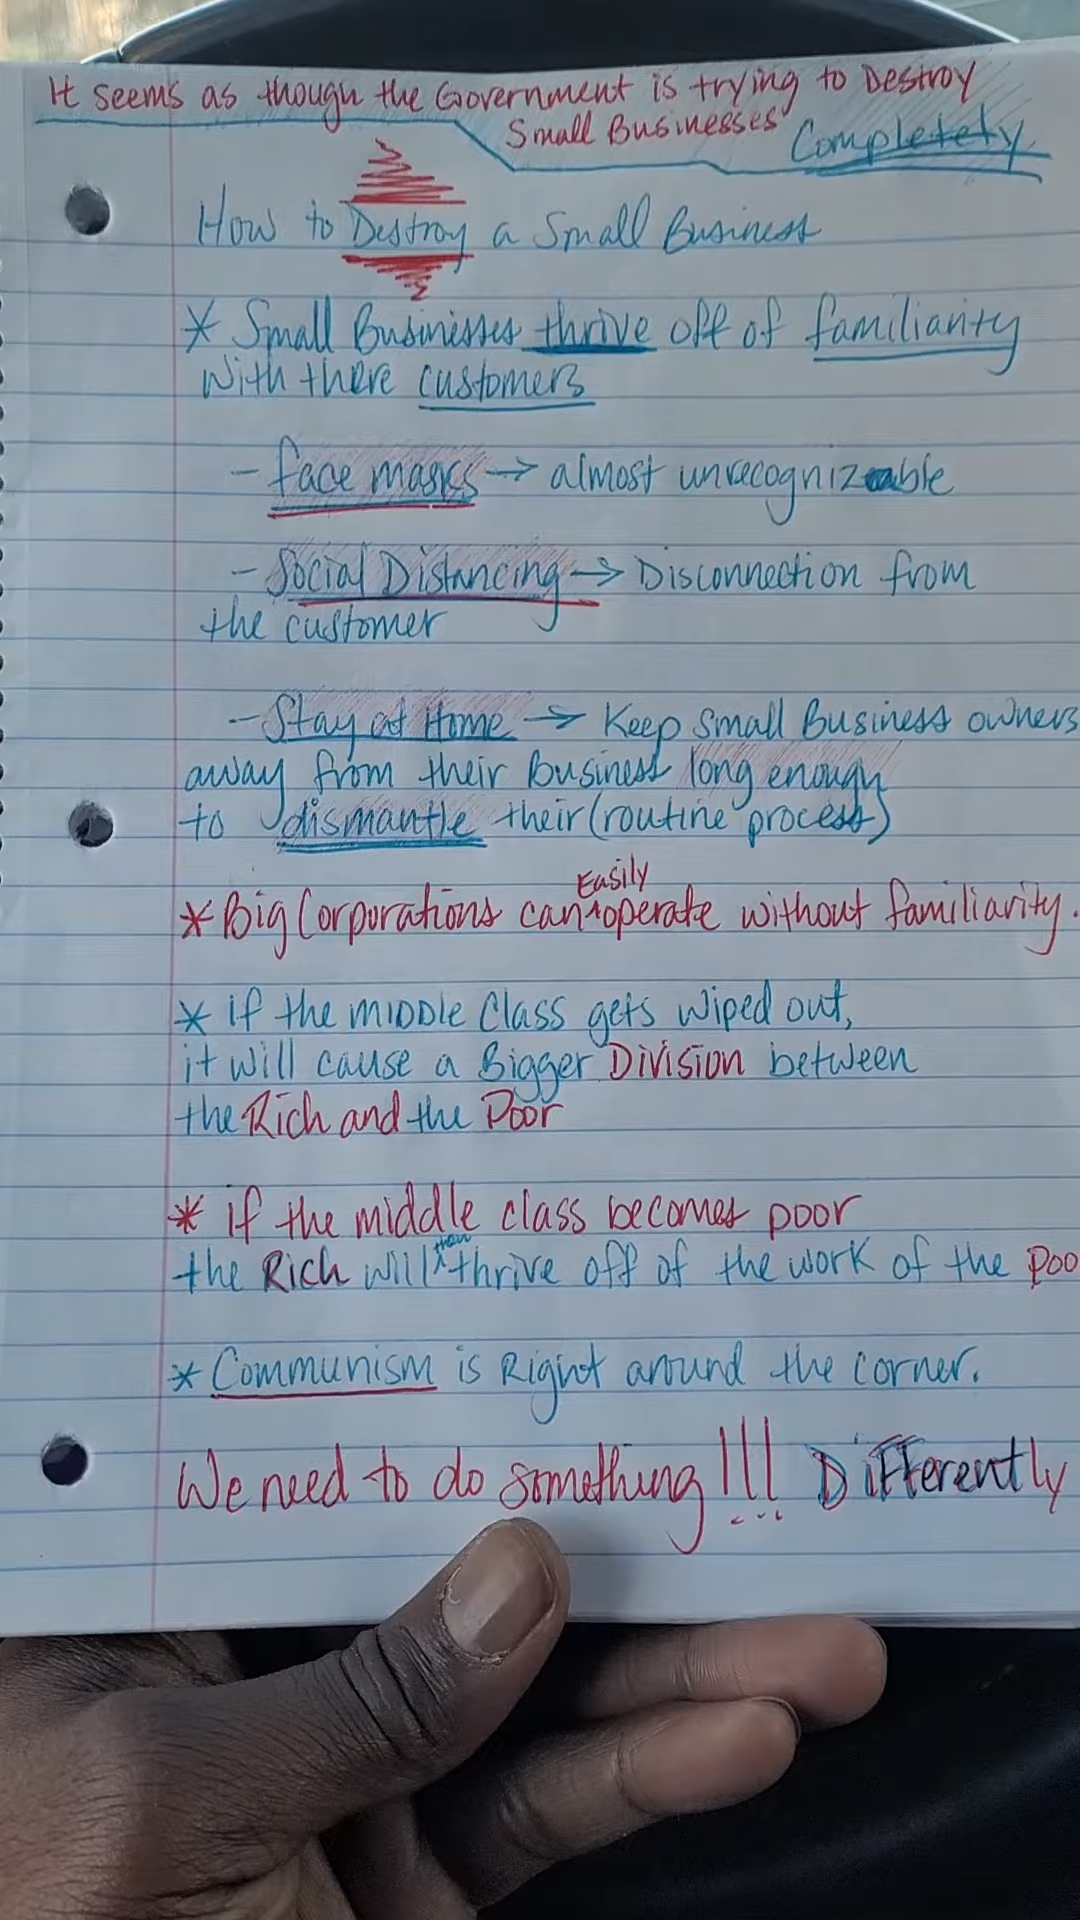 It seems as though the Government is trying to Destroy
Small Businesses Completely
How to Destroy a Small Business
* Small Businesses thrive off of familiarity
with there customers
- face masks → almost unrecognizable
- Social Distancing → Disconnection from
the customer
- Stay at Home → Keep Small Business owners
away from their Business long enough
to dismantle their (routine process)
Easily
* Big Corporations can operate without familiarity.
* if the MIDDLE Class gets wiped out,
it will cause a Bigger Division between
the Rich and the Poor
* if the middle class becomes poor
the Rich will then thrive off of the work of the Poo
* Communism is Right around the corner.
We need to do something!!! Differently